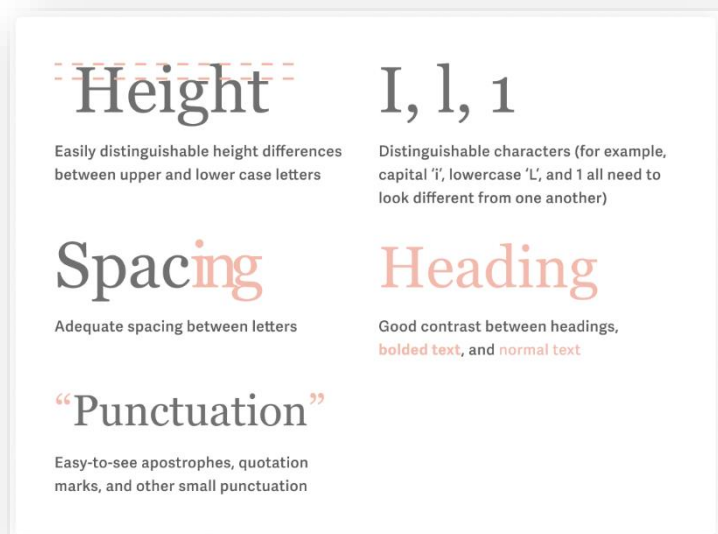 Height
Easily distinguishable height differences
between upper and lower case letters
I, l, 1
Distinguishable characters (for example,
capital ‘i’, lowercase ‘L’, and 1 all need to
look different from one another)
Spacing
Adequate spacing between letters
Heading
Good contrast between headings,
bolded text, and normal text
“Punctuation”
Easy-to-see apostrophes, quotation
marks, and other small punctuation